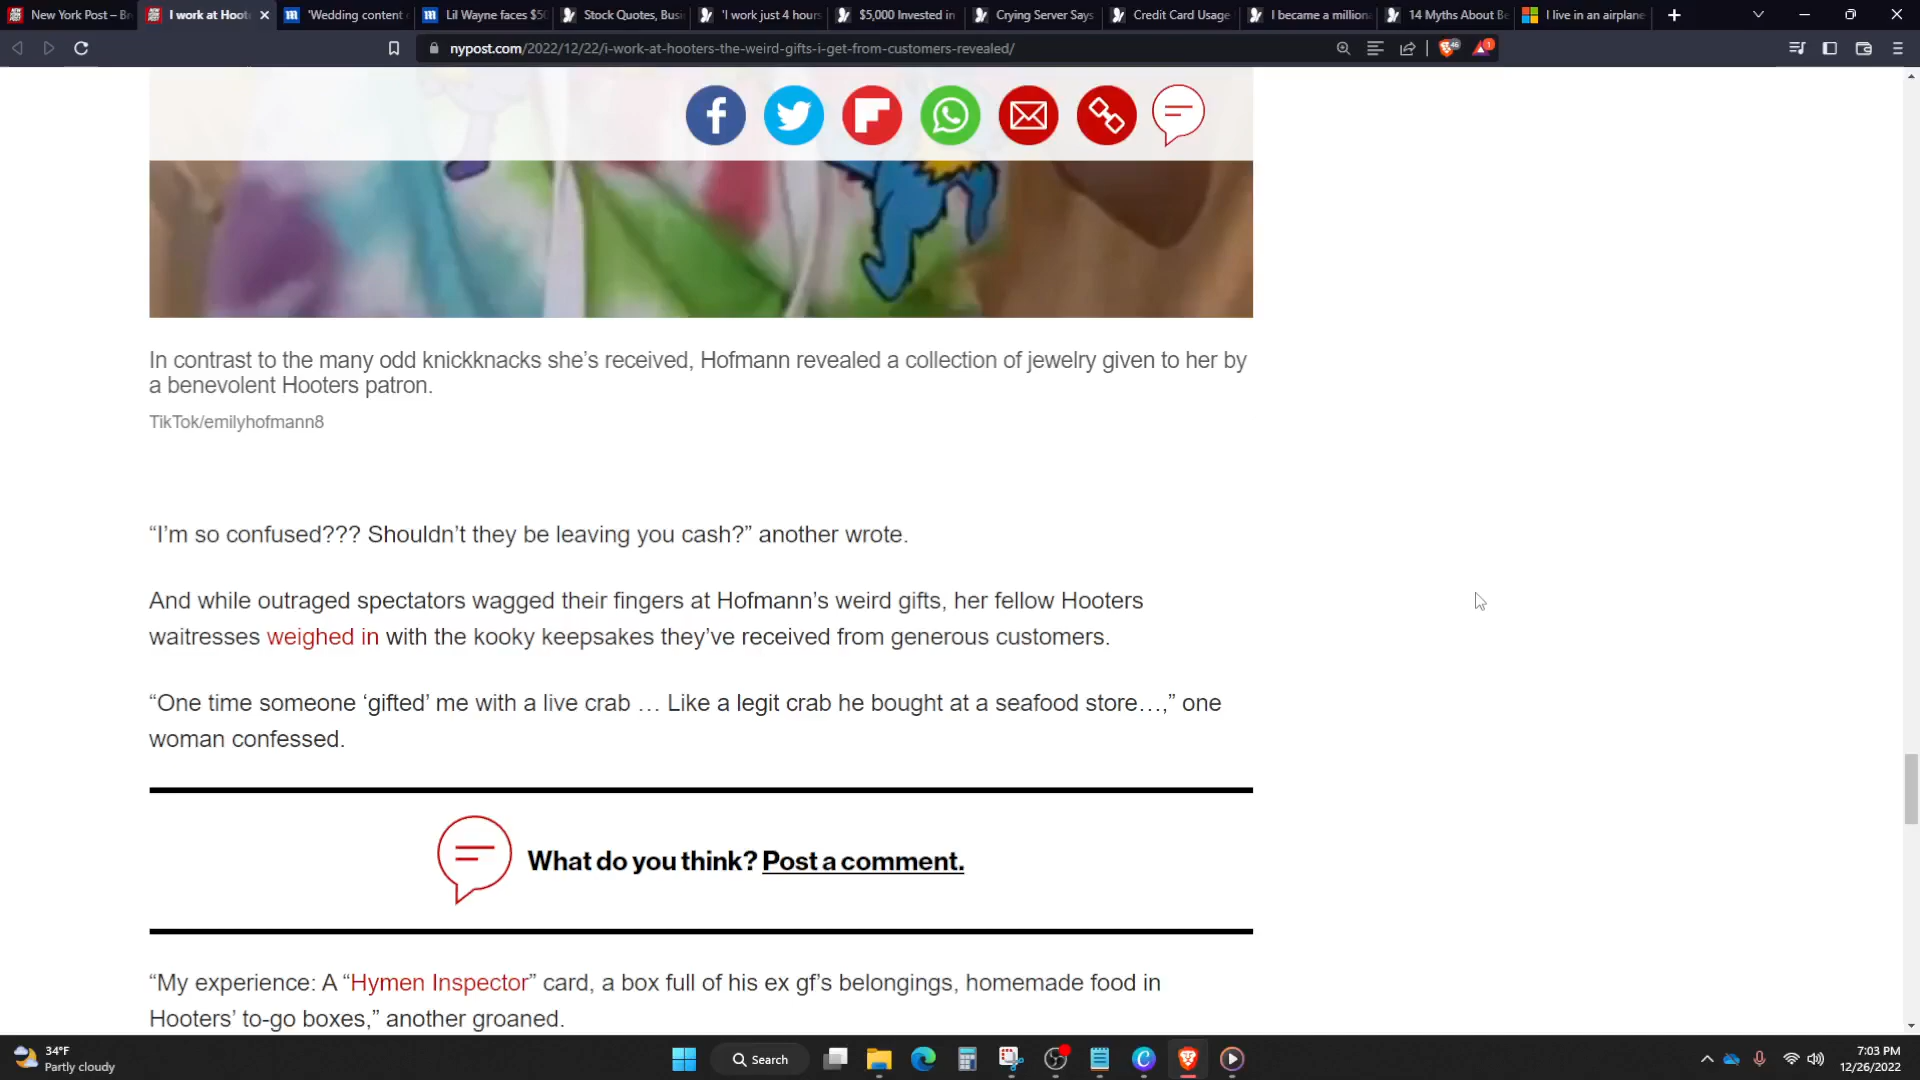 New York Post – Br
I work at Hoot
'Wedding content
Lil Wayne faces $50
Stock Quotes, Busi
'I work just 4 hours
$5,000 Invested in
Crying Server Says
Credit Card Usage
I became a million
14 Myths About Be
I live in an airplane
nypost.com/2022/12/22/i-work-at-hooters-the-weird-gifts-i-get-from-customers-revealed/
46
1
In contrast to the many odd knickknacks she’s received, Hofmann revealed a collection of jewelry given to her by
a benevolent Hooters patron.
TikTok/emilyhofmann8
“I’m so confused??? Shouldn’t they be leaving you cash?” another wrote.
And while outraged spectators wagged their fingers at Hofmann’s weird gifts, her fellow Hooters
waitresses weighed in with the kooky keepsakes they’ve received from generous customers.
“One time someone ‘gifted’ me with a live crab … Like a legit crab he bought at a seafood store…,” one
woman confessed.
What do you think? Post a comment.
“My experience: A “Hymen Inspector” card, a box full of his ex gf’s belongings, homemade food in
Hooters’ to-go boxes,” another groaned.
34°F
Partly cloudy
Search
7:03 PM
12/26/2022